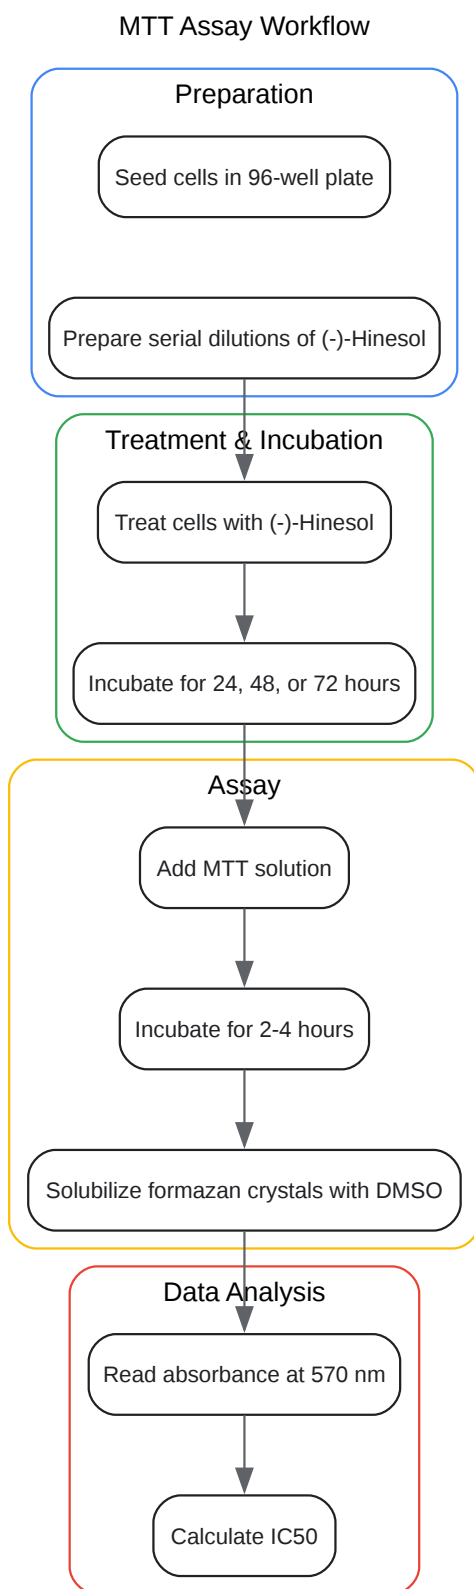 MTT Assay Workflow
Preparation
Seed cells in 96-well plate
Prepare serial dilutions of (-)-Hinesol
Treatment & Incubation
Treat cells with (-)-Hinesol
Incubate for 24, 48, or 72 hours
Assay
Add MTT solution
Incubate for 2-4 hours
Solubilize formazan crystals with DMSO
Data Analysis
Read absorbance at 570 nm
Calculate IC50